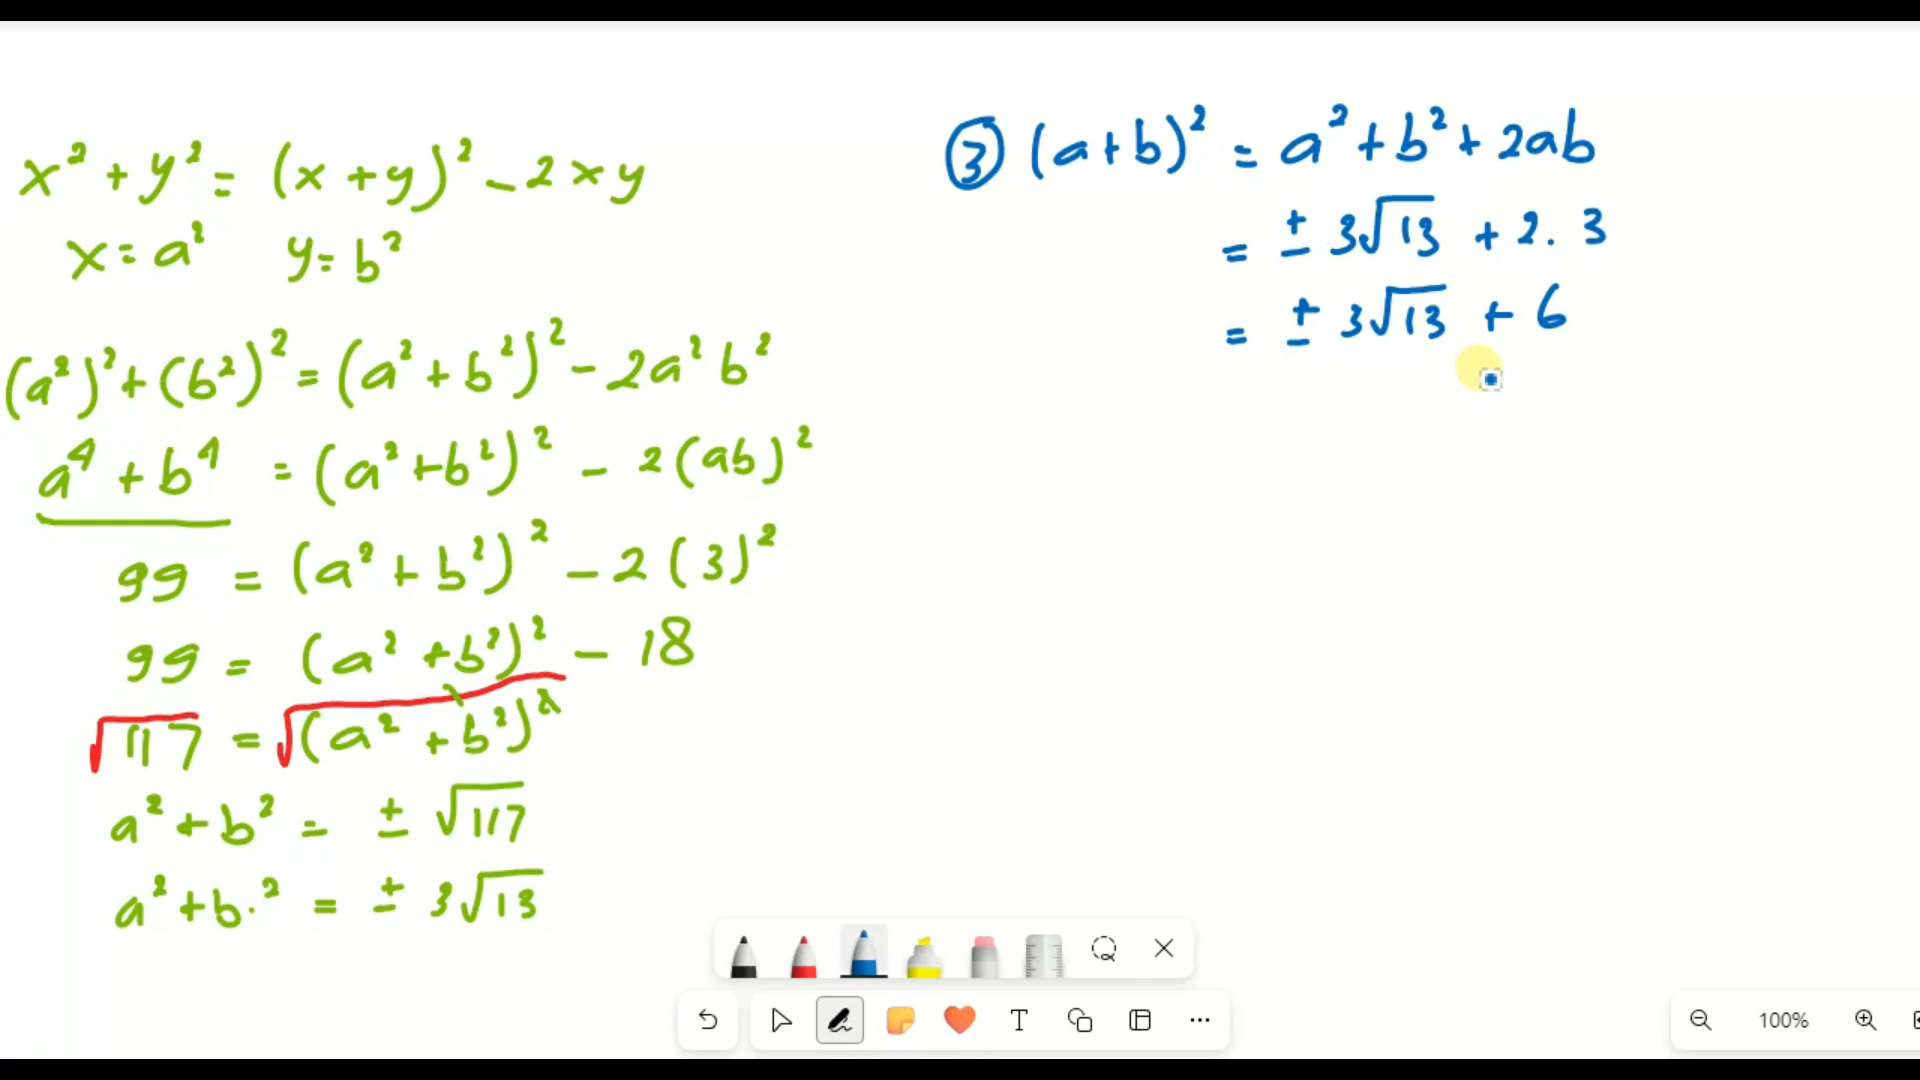 x² + y² = (x + y)² - 2xy
x = a² y = b²
(a²)² + (b²)² = (a² + b²)² - 2a²b²
a⁴ + b⁴ = (a² + b²)² - 2(ab)²
99 = (a² + b²)² - 2(3)²
99 = (a² + b²)² - 18
√117 = √(a² + b²)²
a² + b² = ± √117
a² + b.² = ± 3√13
③ (a+b)² = a² + b² + 2ab
= ± 3√13 + 2. 3
= ± 3√13 + 6
T
100%